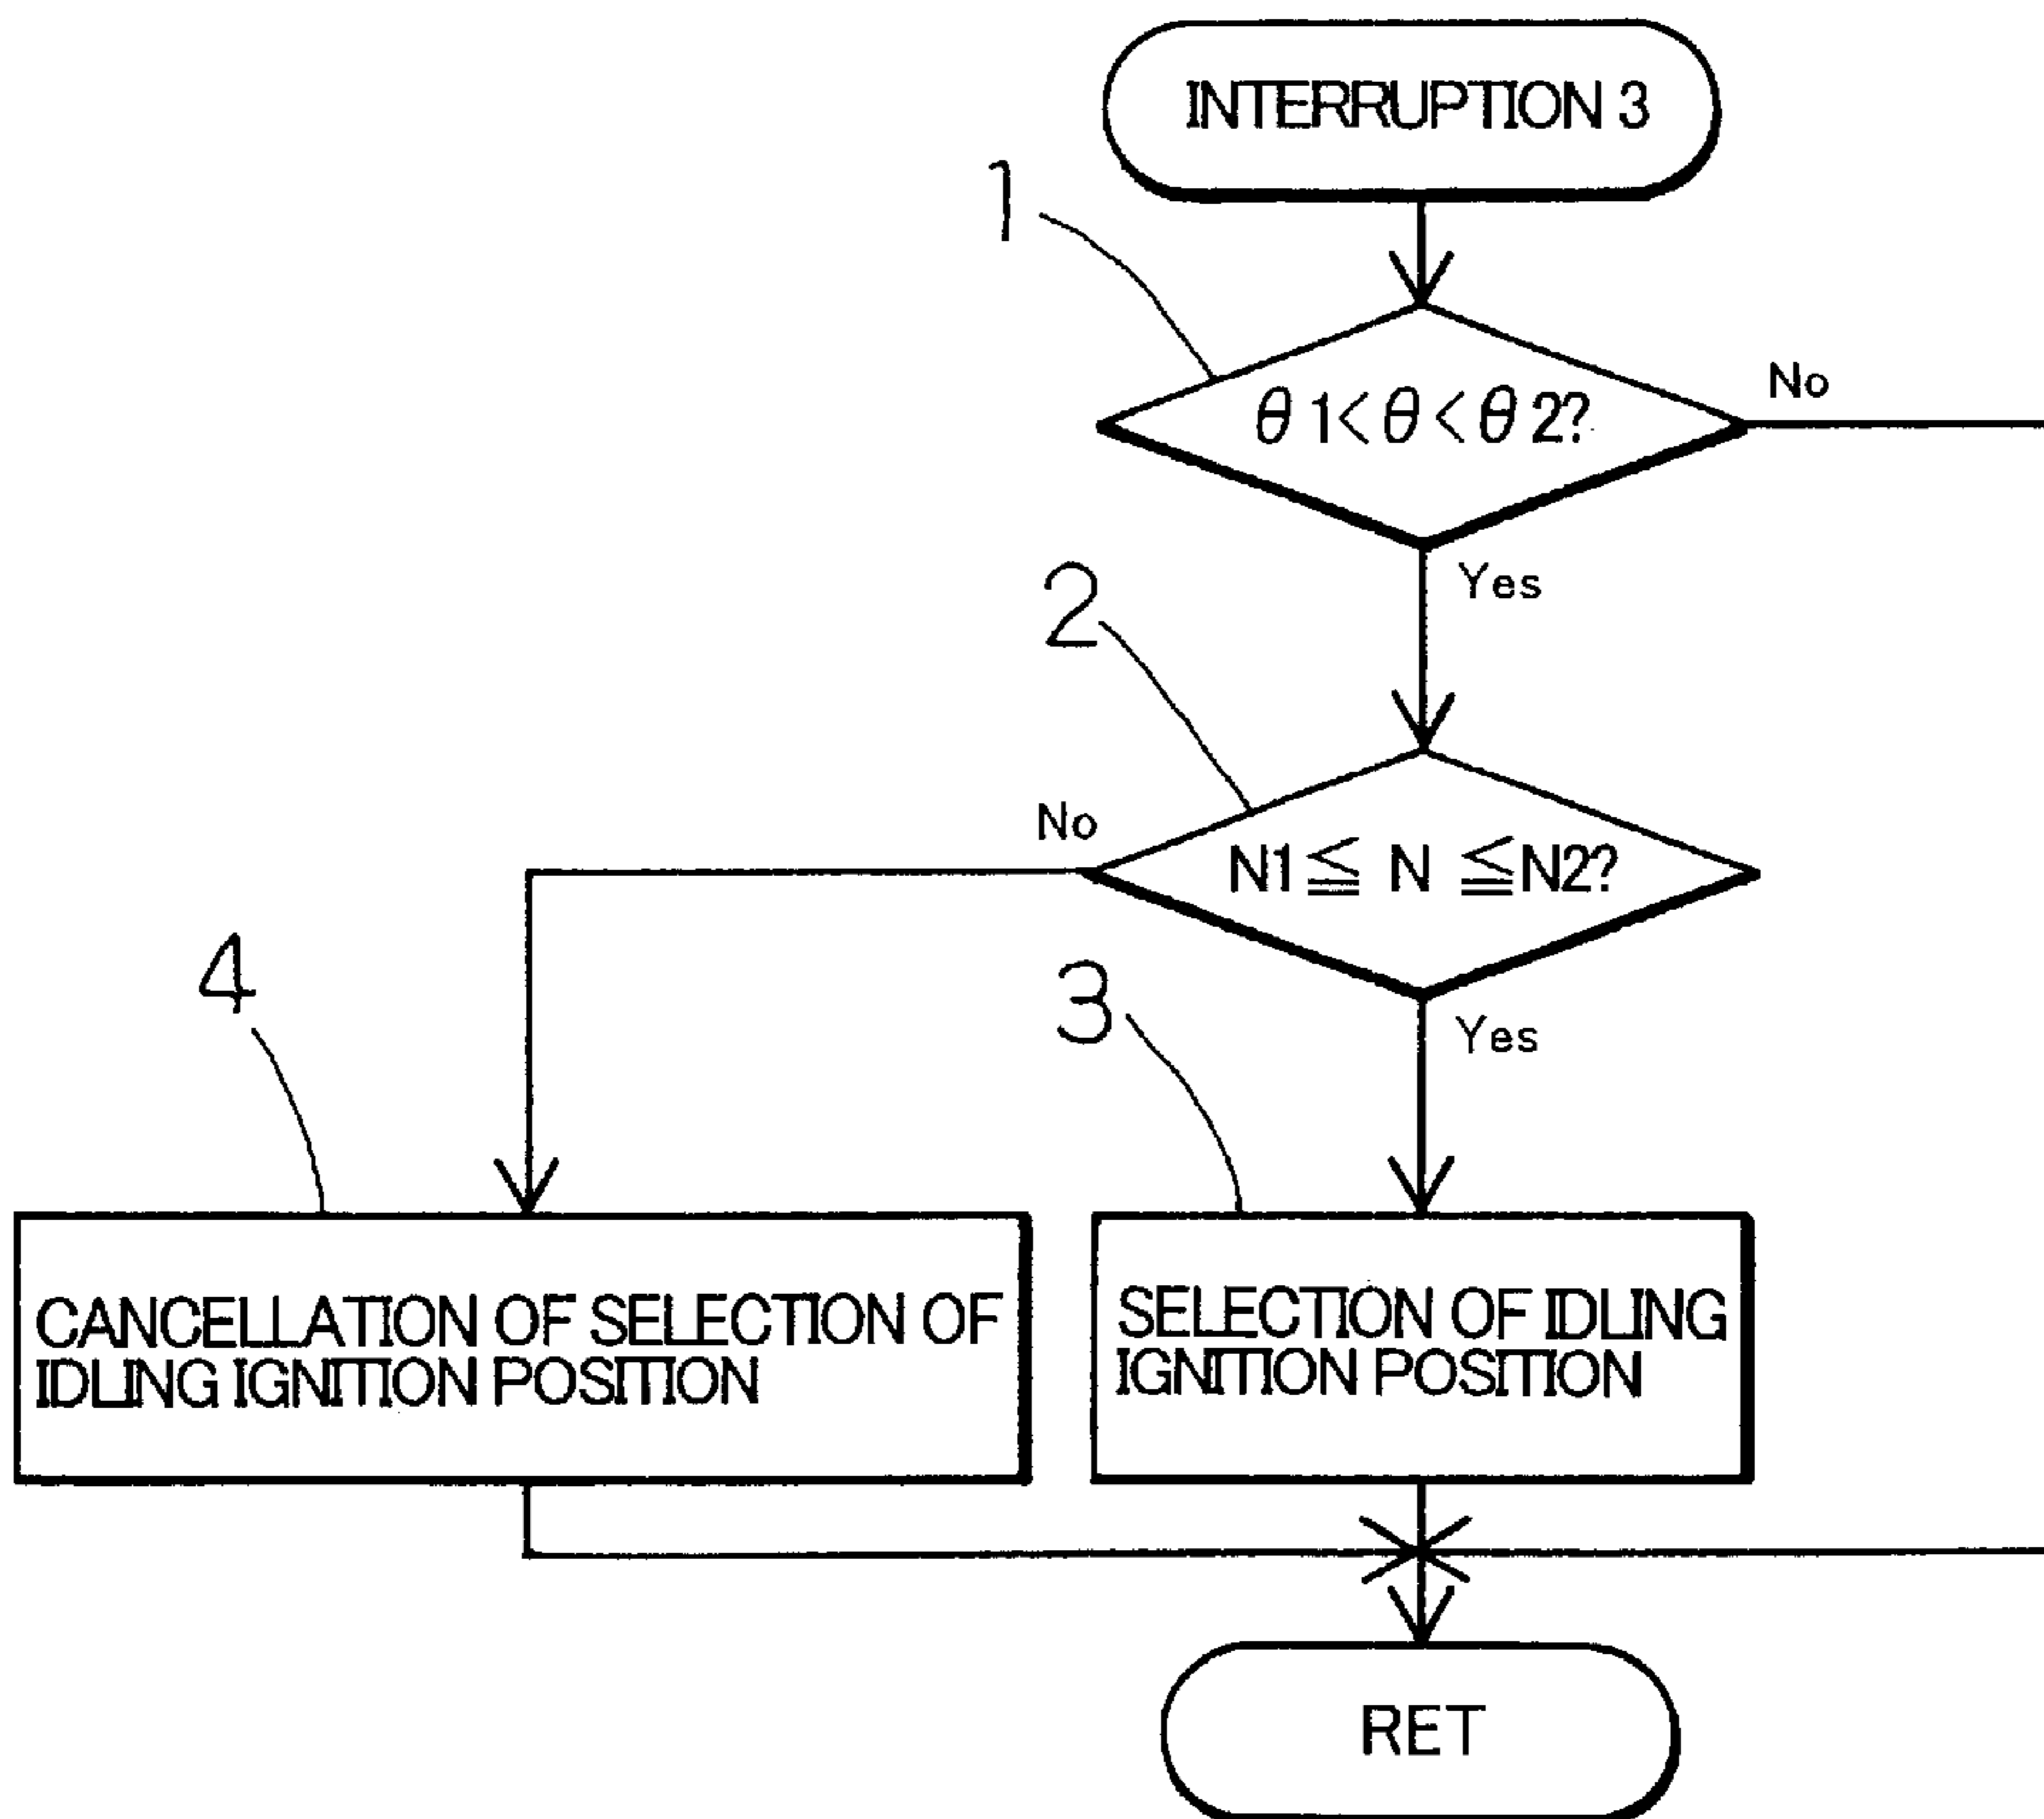 INTERRUPTION 3
1
θ1<θ<θ2?
No
Yes
2
No
N1≦ N ≦N2?
4
3
Yes
CANCELLATION OF SELECTION OF
IDLING IGNITION POSITION
SELECTION OF IDLING
IGNITION POSITION
RET